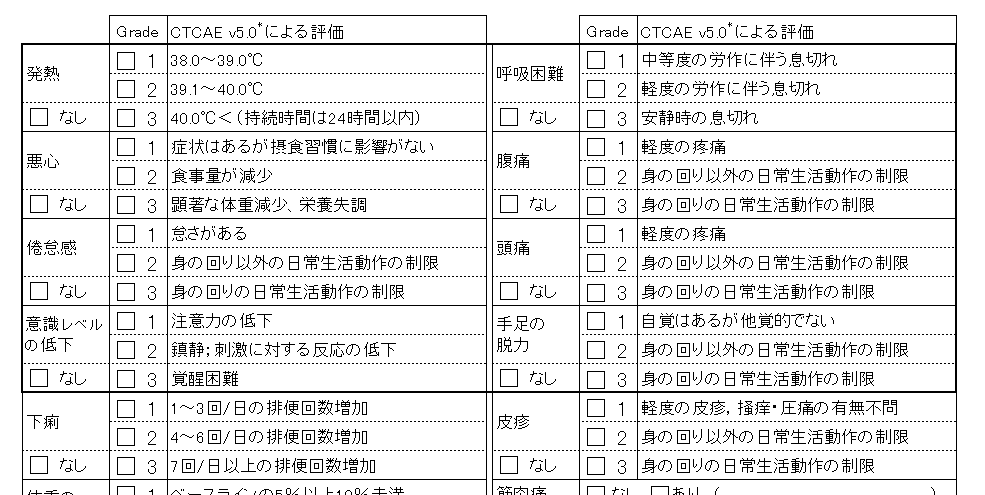 Grade CTCAE v5.0*による評価
発熱
なし
1 38.0～39.0℃
2 39.1～40.0℃
3 40.0℃＜（持続時間は24時間以内）
悪心
なし
1 症状はあるが摂食習慣に影響がない
2 食事量が減少
3 顕著な体重減少、栄養失調
倦怠感
なし
1 怠さがある
2 身の回り以外の日常生活動作の制限
3 身の回りの日常生活動作の制限
意識レベル
の低下
なし
1 注意力の低下
2 鎮静；刺激に対する反応の低下
3 覚醒困難
下痢
なし
1 1～3回/日の排便回数増加
2 4～6回/日の排便回数増加
3 7回/日以上の排便回数増加
1 ベースラインの5％以上10％未満
Grade CTCAE v5.0*による評価
呼吸困難
なし
1 中等度の労作に伴う息切れ
2 軽度の労作に伴う息切れ
3 安静時の息切れ
腹痛
なし
1 軽度の疼痛
2 身の回り以外の日常生活動作の制限
3 身の回りの日常生活動作の制限
頭痛
なし
1 軽度の疼痛
2 身の回り以外の日常生活動作の制限
3 身の回りの日常生活動作の制限
手足の
脱力
なし
1 自覚はあるが他覚的でない
2 身の回り以外の日常生活動作の制限
3 身の回りの日常生活動作の制限
皮疹
なし
1 軽度の皮疹，掻痒・圧痛の有無不問
2 身の回り以外の日常生活動作の制限
3 身の回りの日常生活動作の制限
筋肉痛
なし あり （ ）